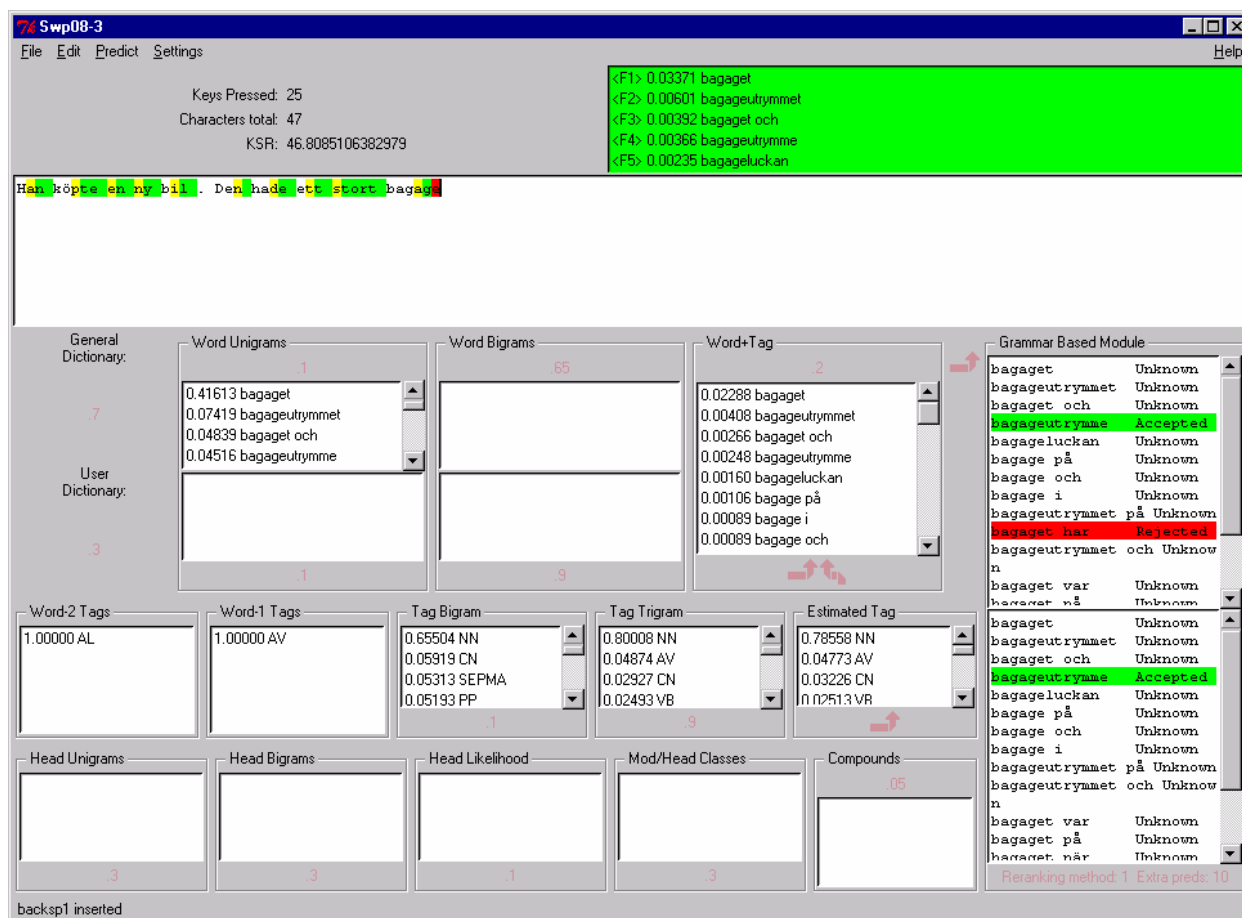 Swp08-3
File Edit Predict Settings Help
Keys Pressed: 25
Characters total: 47
KSR: 46.8085106382979
<F1> 0.03371 bagaget
<F2> 0.00601 bagageutrymmet
<F3> 0.00392 bagaget och
<F4> 0.00366 bagageutrymme
<F5> 0.00235 bagageluckan
Han köpte en ny bil . Den hade ett stort bagage
General
Dictionary:
.7
User
Dictionary:
.3
Word Unigrams
.1
0.41613 bagaget
0.07419 bagageutrymmet
0.04839 bagaget och
0.04516 bagageutrymme
.1
Word Bigrams
.65
.9
Word+Tag
.2
0.02288 bagaget
0.00408 bagageutrymmet
0.00266 bagaget och
0.00248 bagageutrymme
0.00160 bagageluckan
0.00106 bagage på
0.00089 bagage i
0.00089 bagage och
Grammar Based Module
bagaget Unknown
bagageutrymmet Unknown
bagaget och Unknown
bagageutrymme Accepted
bagageluckan Unknown
bagage på Unknown
bagage och Unknown
bagage i Unknown
bagageutrymmet på Unknown
bagaget har Rejected
bagageutrymmet och Unknow
n
bagaget var Unknown
bagaget på Unknown
bagaget Unknown
bagageutrymmet Unknown
bagaget och Unknown
bagageutrymme Accepted
bagageluckan Unknown
bagage på Unknown
bagage och Unknown
bagage i Unknown
bagageutrymmet på Unknown
bagageutrymmet och Unknow
n
bagaget var Unknown
bagaget på Unknown
bagaget när Unknown
Reranking method: 1 Extra preds: 10
Word-2 Tags
1.00000 AL
Word-1 Tags
1.00000 AV
Tag Bigram
0.65504 NN
0.05919 CN
0.05313 SEPMA
0.05193 PP
.1
Tag Trigram
0.80008 NN
0.04874 AV
0.02927 CN
0.02493 VB
.9
Estimated Tag
0.78558 NN
0.04773 AV
0.03226 CN
0.02513 VB
Head Unigrams
.3
Head Bigrams
.3
Head Likelihood
.1
Mod/Head Classes
.3
Compounds
.05
backsp1 inserted